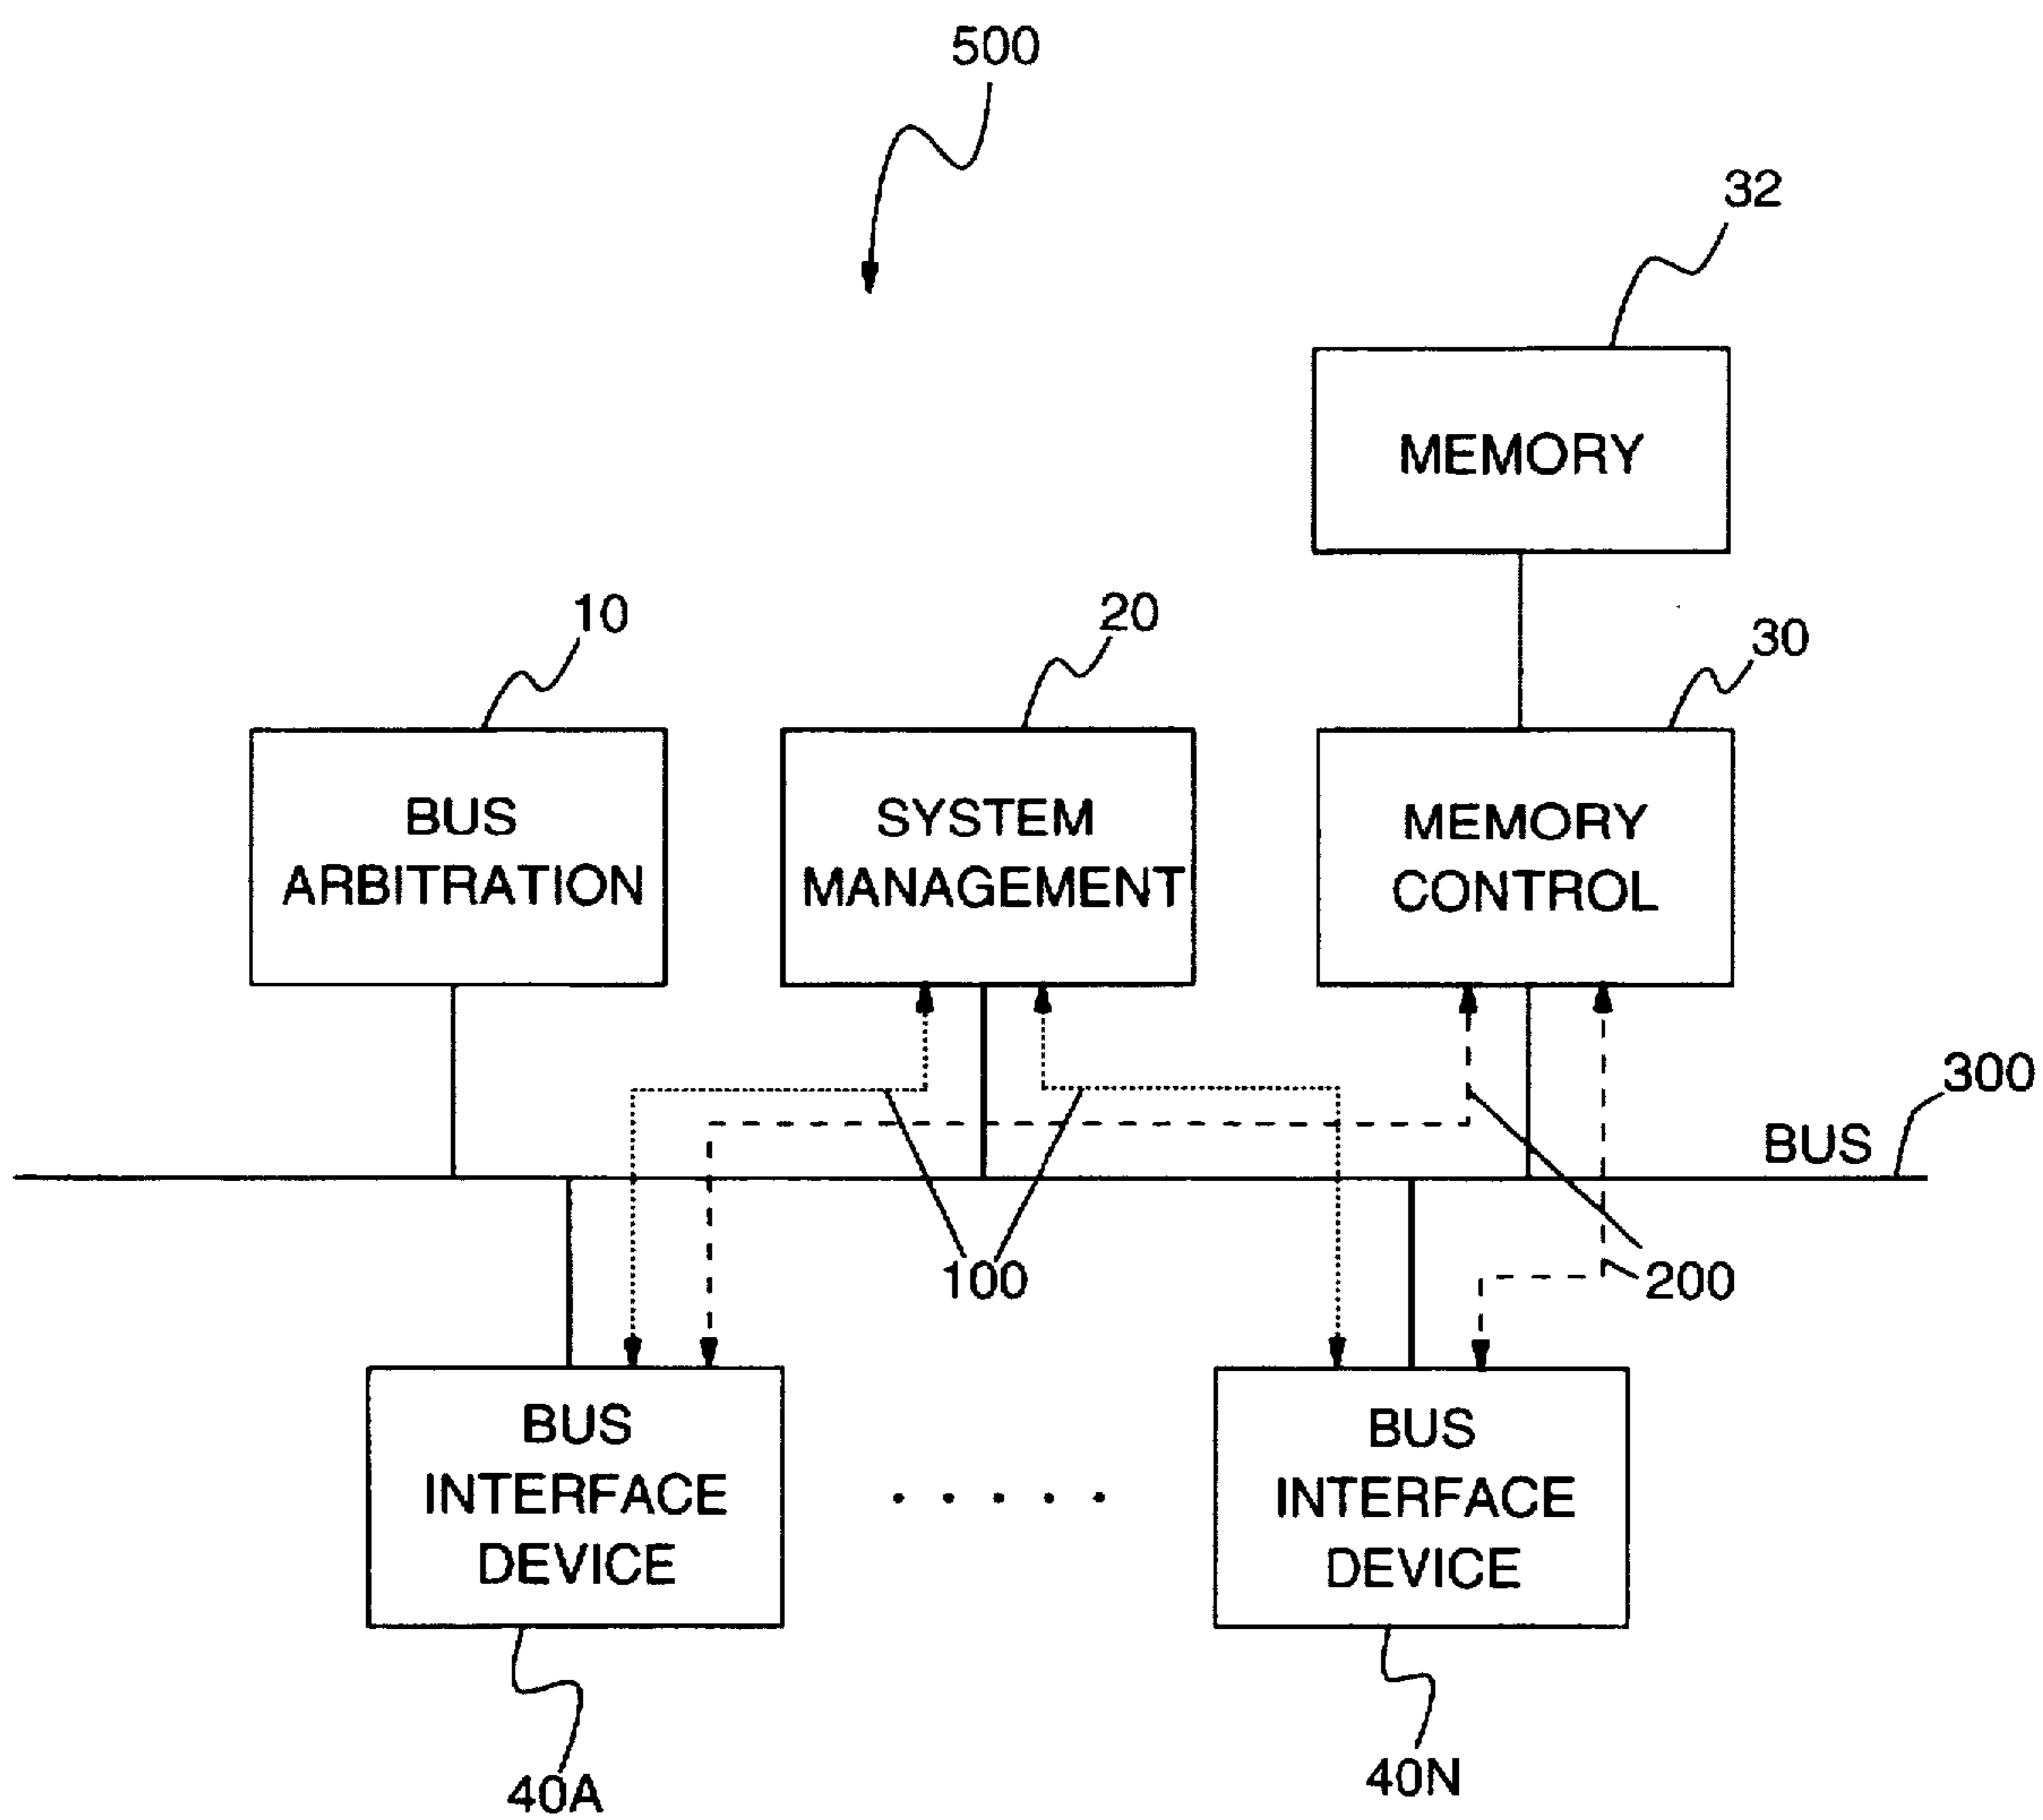 500
32
MEMORY
10
20
30
BUS
ARBITRATION
SYSTEM
MANAGEMENT
MEMORY
CONTROL
300
BUS
100
200
BUS
INTERFACE
DEVICE
BUS
INTERFACE
DEVICE
40A
40N